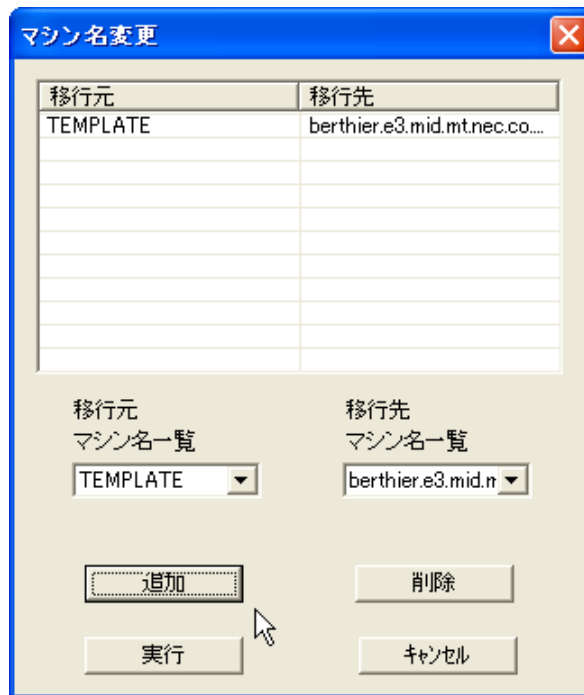 マシン名変更
移行元 移行先
TEMPLATE berthier.e3.mid.mt.nec.co....
移行元 移行先
マシン名一覧 マシン名一覧
TEMPLATE berthier.e3.mid.m
追加 削除
実行 キャンセル